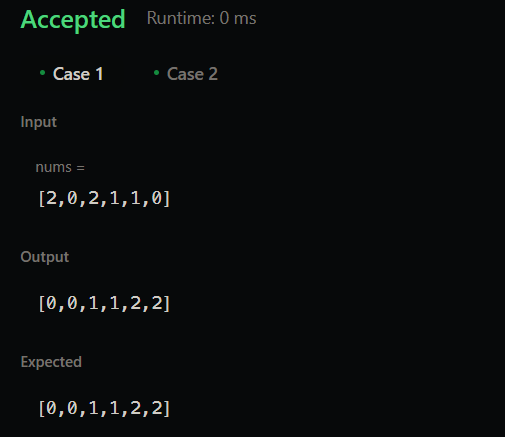 Accepted Runtime: 0 ms
• Case 1 • Case 2
Input
nums =
[2,0,2,1,1,0]
Output
[0,0,1,1,2,2]
Expected
[0,0,1,1,2,2]